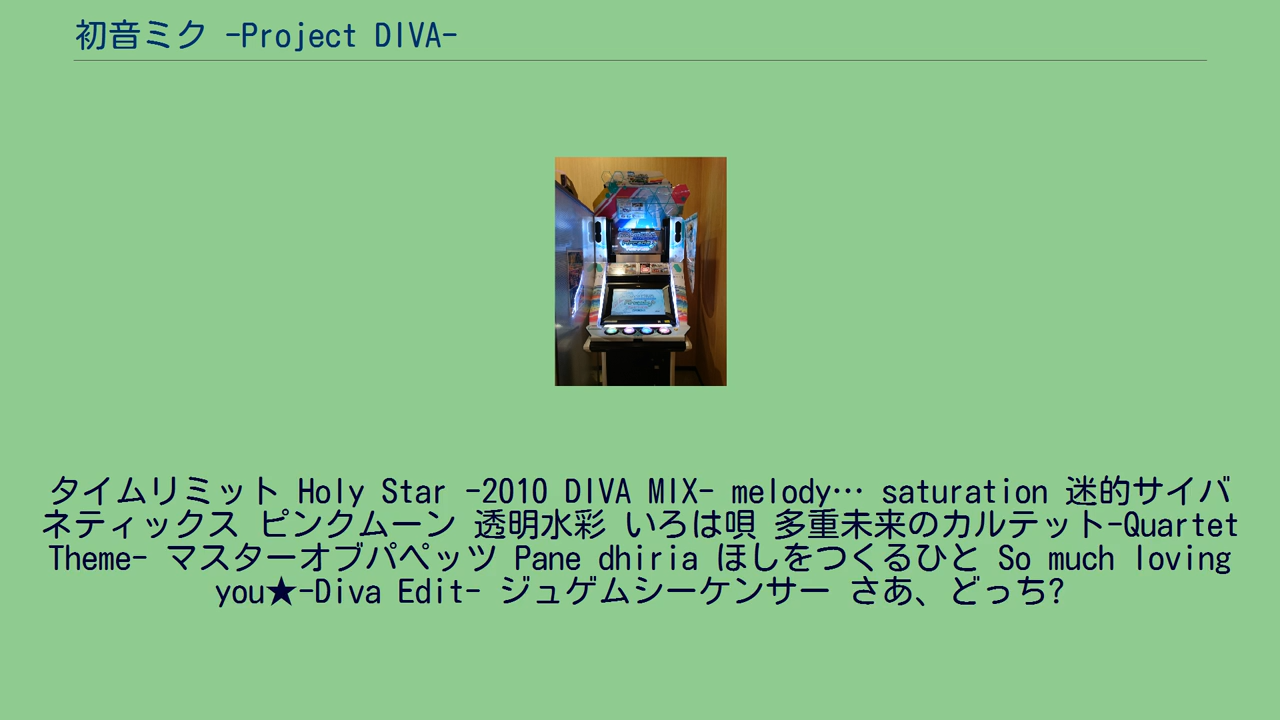 初音ミク -Project DIVA-
タイムリミット Holy Star -2010 DIVA MIX- melody… saturation 迷的サイバ
ネティックス ピンクムーン 透明水彩 いろは唄 多重未来のカルテット-Quartet
Theme- マスターオブパペッツ Pane dhiria ほしをつくるひと So much loving
you★-Diva Edit- ジュゲムシーケンサー さあ、どっち?